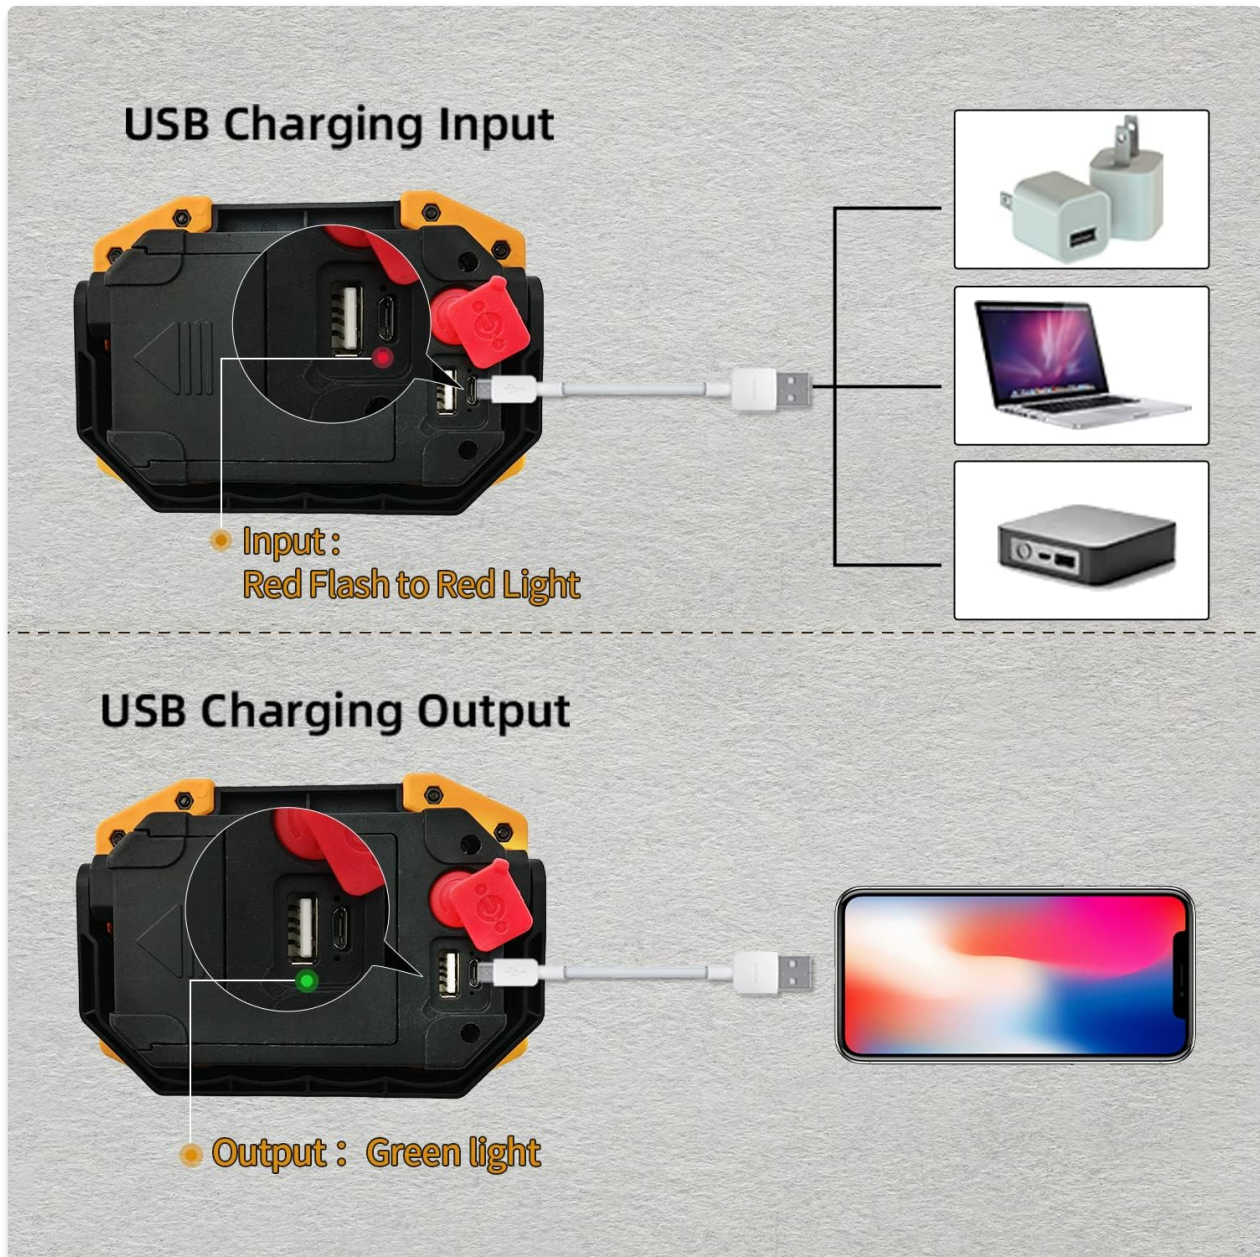 USB Charging Input
Input :
Red Flash to Red Light
USB Charging Output
Output : Green light